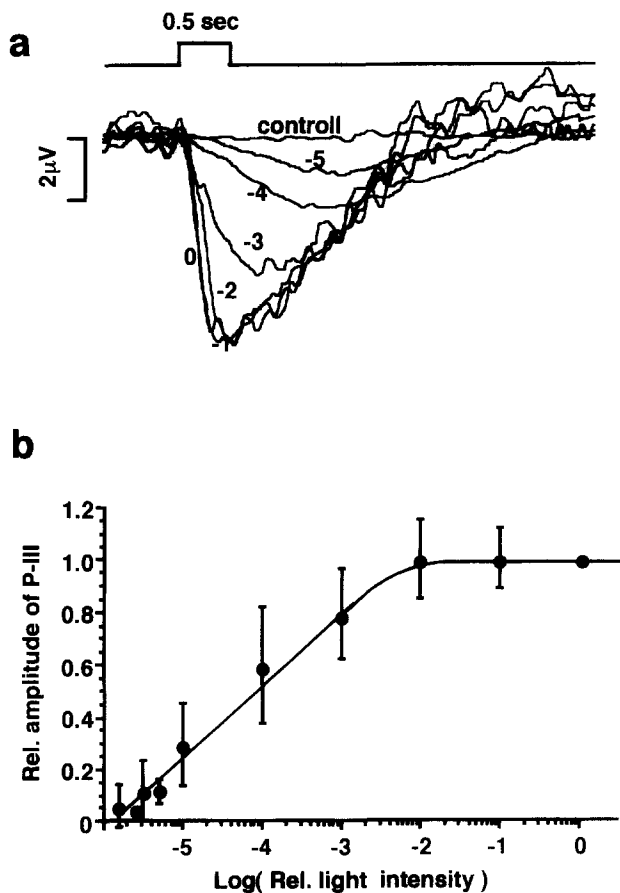 0.5 sec
a
controll
2µV
-5
-4
-3
0
-2
-1
b
Rel. amplitude of P-III
1.2
1.0
0.8
0.6
0.4
0.2
0
-5 -4 -3 -2 -1 0
Log( Rel. light intensity )